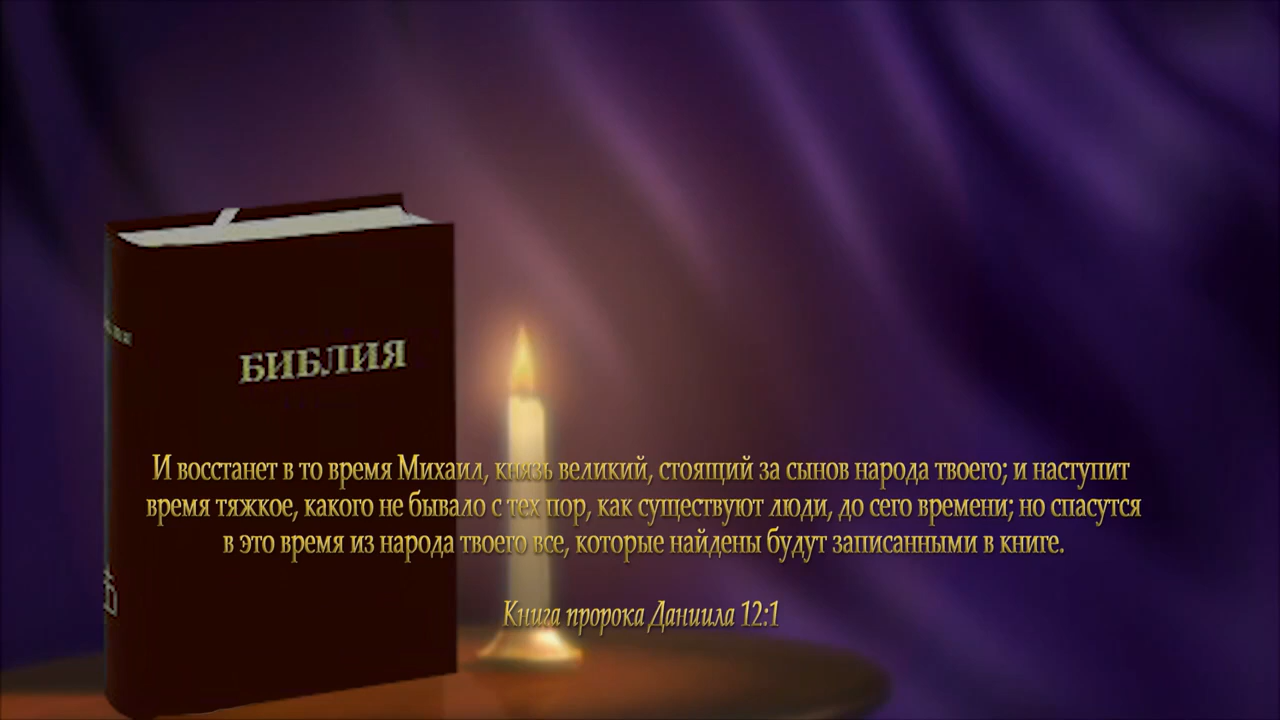 БИБЛИЯ
И восстанет в то время Михаил, князь великий, стоящий за сынов народа твоего; и наступит
время тяжкое, какого не бывало с тех пор, как существуют люди, до сего времени; но спасутся
в это время из народа твоего все, которые найдены будут записанными в книге.
Книга пророка Даниила 12:1